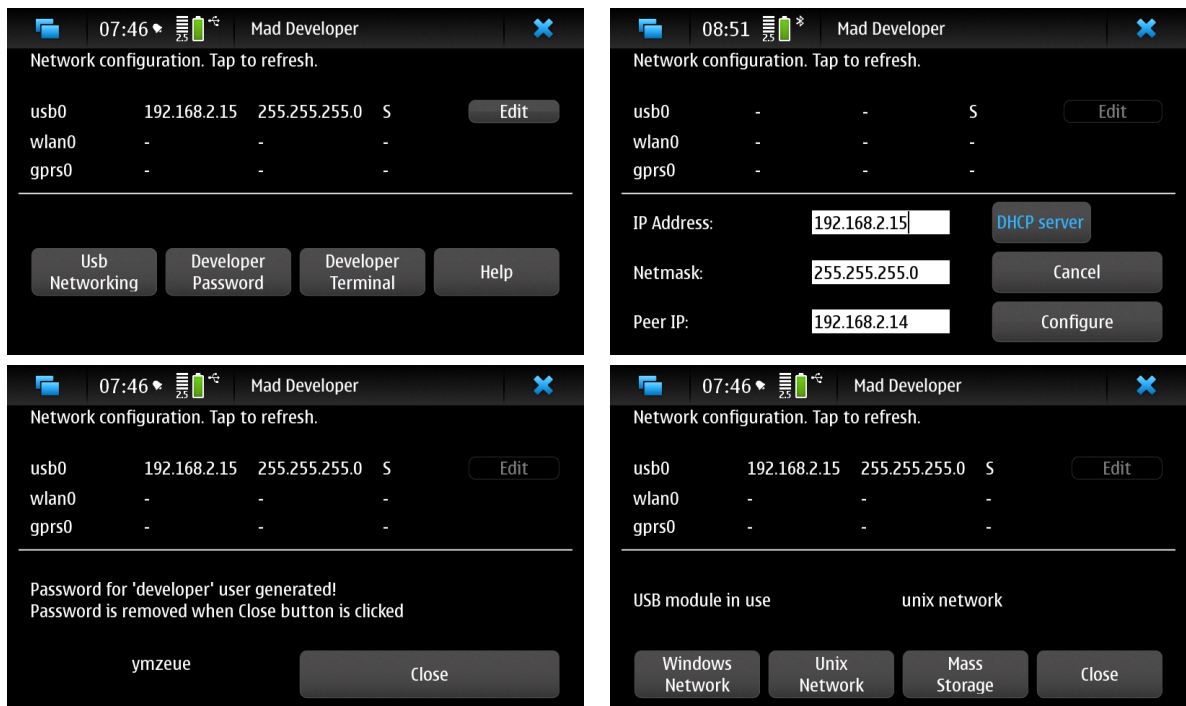 07:46 2.5 Mad Developer
Network configuration. Tap to refresh.
usb0 192.168.2.15 255.255.255.0 S Edit
wlan0 - - -
gprs0 - - -
Usb Networking
Developer Password
Developer Terminal
Help
08:51 2.5 Mad Developer
Network configuration. Tap to refresh.
usb0 - - S Edit
wlan0 - - -
gprs0 - - -
IP Address: 192.168.2.15 DHCP server
Netmask: 255.255.255.0 Cancel
Peer IP: 192.168.2.14 Configure
07:46 2.5 Mad Developer
Network configuration. Tap to refresh.
usb0 192.168.2.15 255.255.255.0 S Edit
wlan0 - - -
gprs0 - - -
Password for 'developer' user generated!
Password is removed when Close button is clicked
ymzeue Close
07:46 2.5 Mad Developer
Network configuration. Tap to refresh.
usb0 192.168.2.15 255.255.255.0 S Edit
wlan0 - - -
gprs0 - - -
USB module in use unix network
Windows Network
Unix Network
Mass Storage
Close